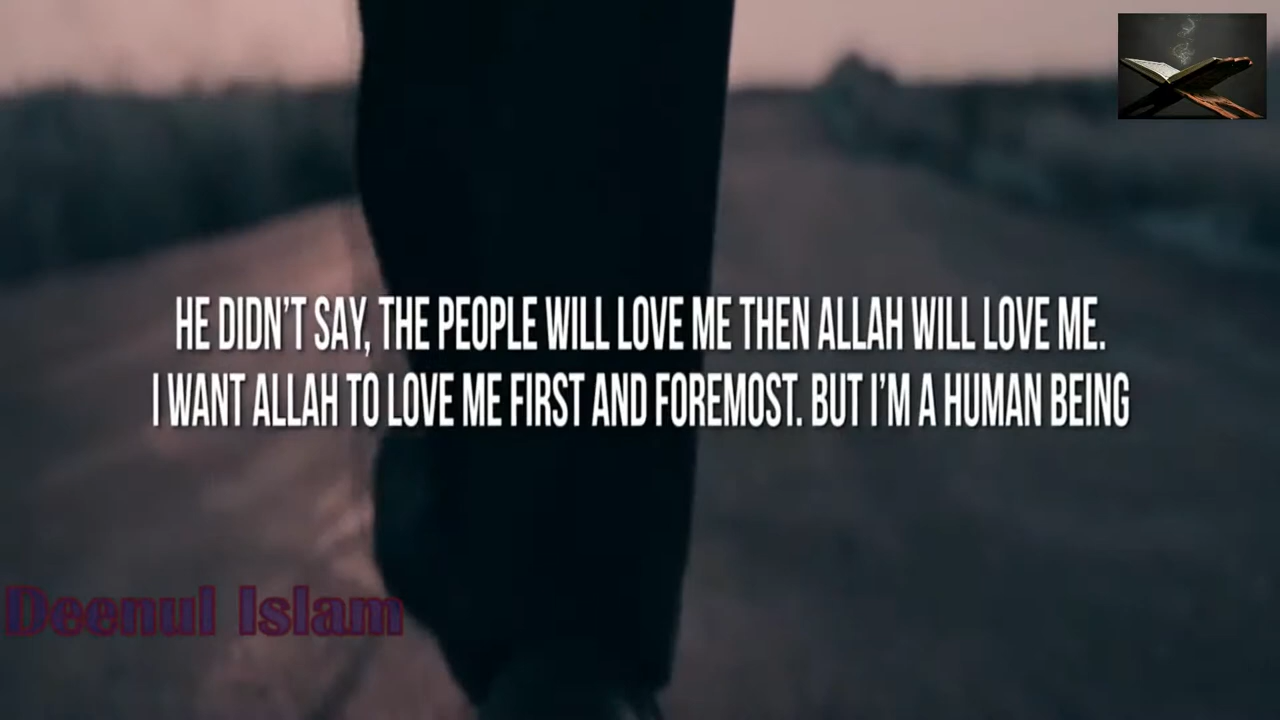 HE DIDN'T SAY, THE PEOPLE WILL LOVE ME THEN ALLAH WILL LOVE ME.
I WANT ALLAH TO LOVE ME FIRST AND FOREMOST. BUT I'M A HUMAN BEING
Deenul Islam